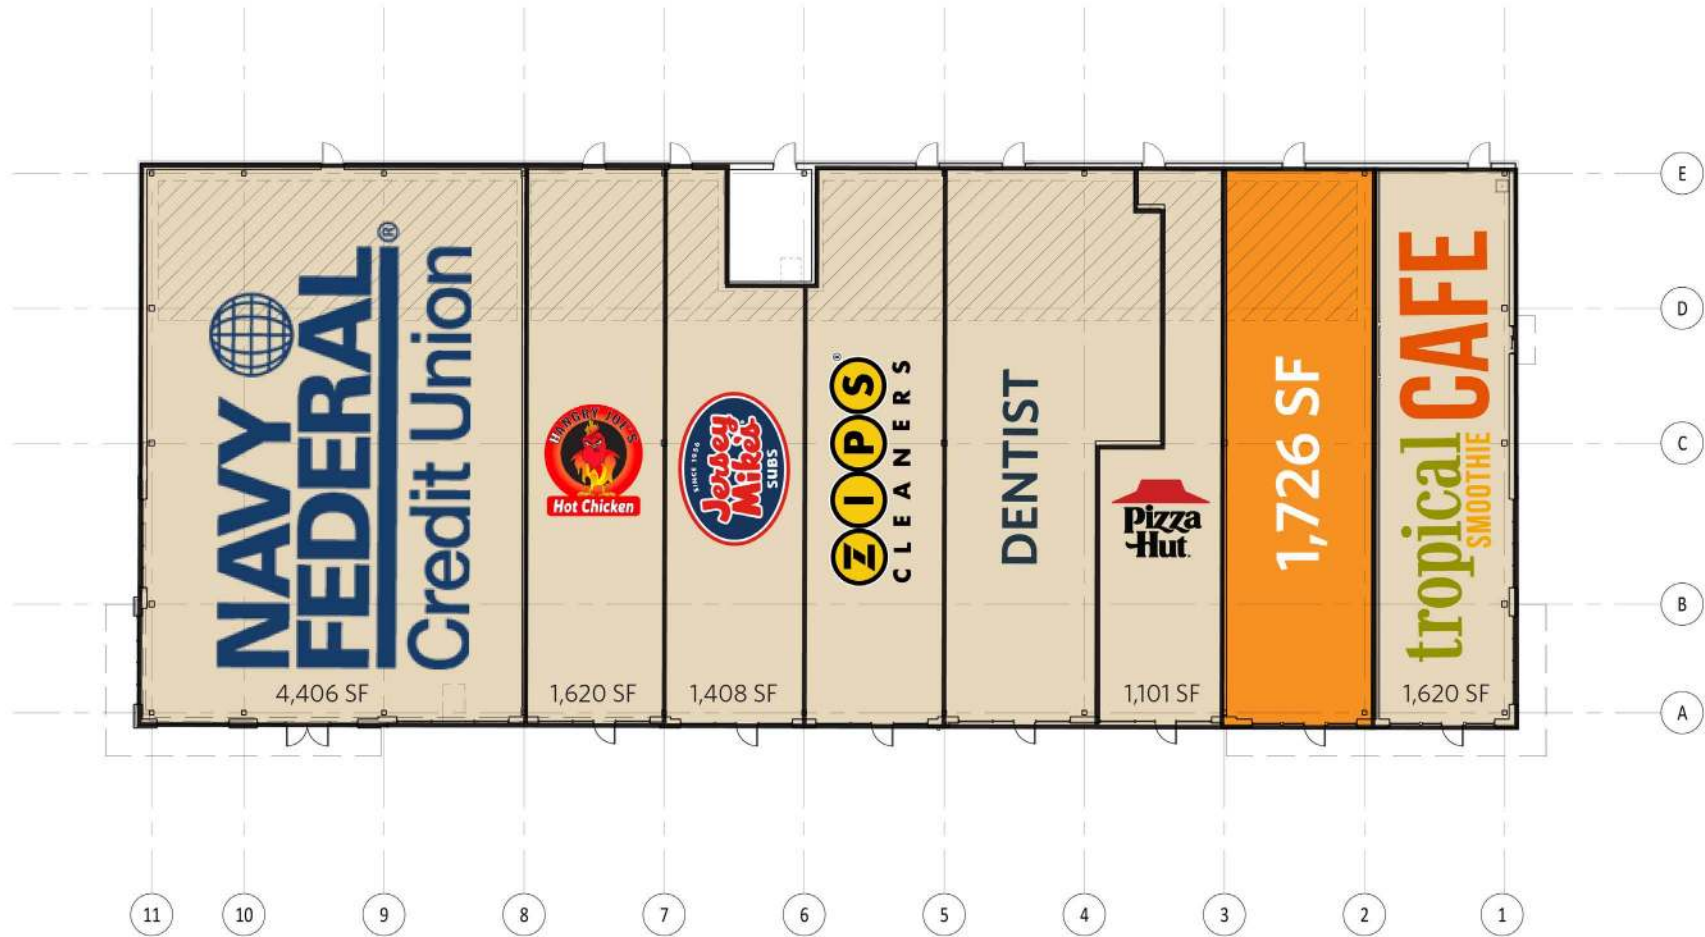 E
D
C
B
A
NAVY
FEDERAL®
Credit Union
4,406 SF
HANGRY JOE'S
Hot Chicken
1,620 SF
SINCE 1956
Jersey
Mike's
SUBS
1,408 SF
ZIPS®
CLEANERS
DENTIST
Pizza
Hut.
1,101 SF
1,726 SF
tropical CAFE
SMOOTHIE
1,620 SF
11 10 9 8 7 6 5 4 3 2 1